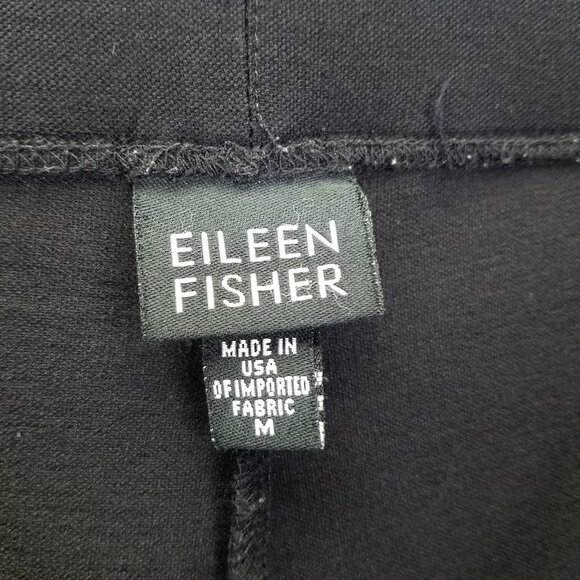 EILEEN
FISHER
MADE IN
USA
OF IMPORTED
FABRIC
M